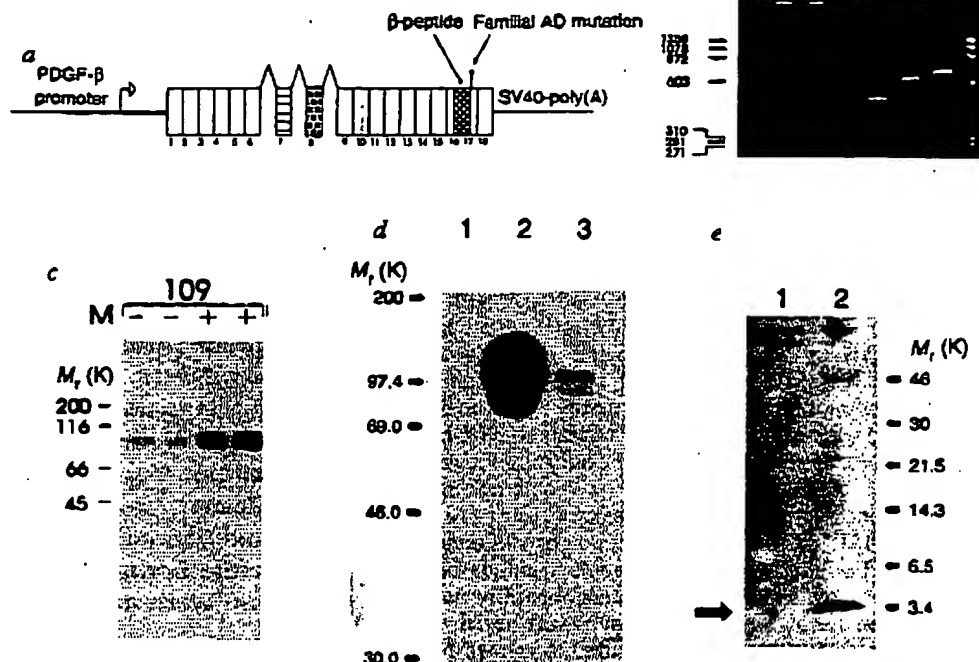 β-peptide Familial AD mutation
a
PDGF-β
promoter
SV40-poly(A)
1 2 3 4 5 6 7 8 9 10 11 12 13 14 15 16 17 18
603
310
281
271
c
109
M − − + +
Mr (K)
200
116
66
45
d
1 2 3
Mr (K)
200
97.4
69.0
46.0
30.0
e
1 2
Mr (K)
46
30
21.5
14.3
6.5
3.4